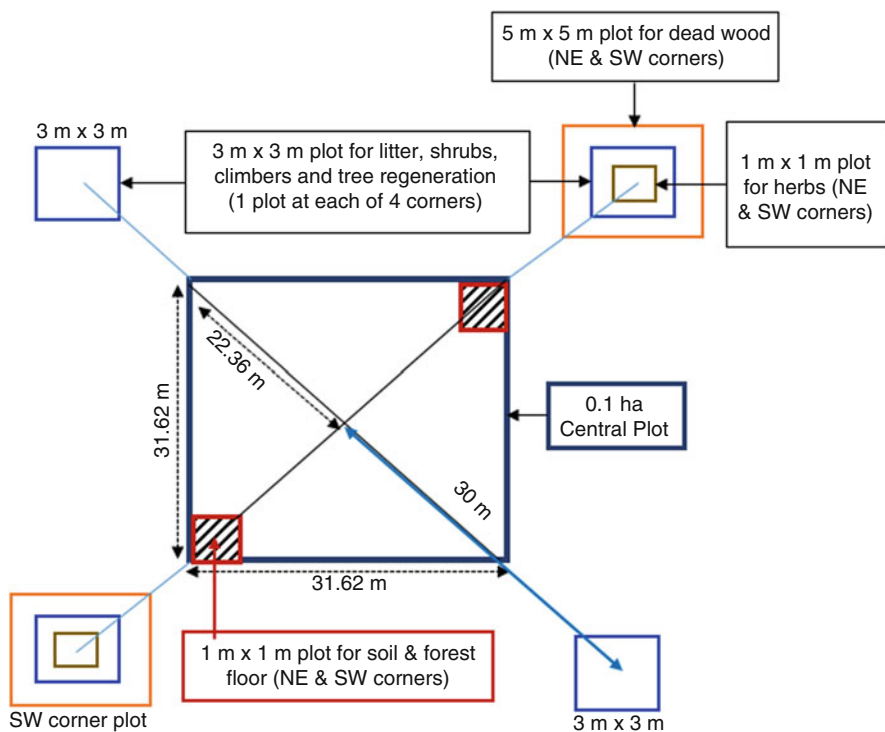 5 m x 5 m plot for dead wood
(NE & SW corners)
3 m x 3 m
3 m x 3 m plot for litter, shrubs,
climbers and tree regeneration
(1 plot at each of 4 corners)
1 m x 1 m plot
for herbs (NE
& SW corners)
22.36 m
31.62 m
0.1 ha
Central Plot
30 m
31.62 m
1 m x 1 m plot for soil & forest
floor (NE & SW corners)
SW corner plot
3 m x 3 m